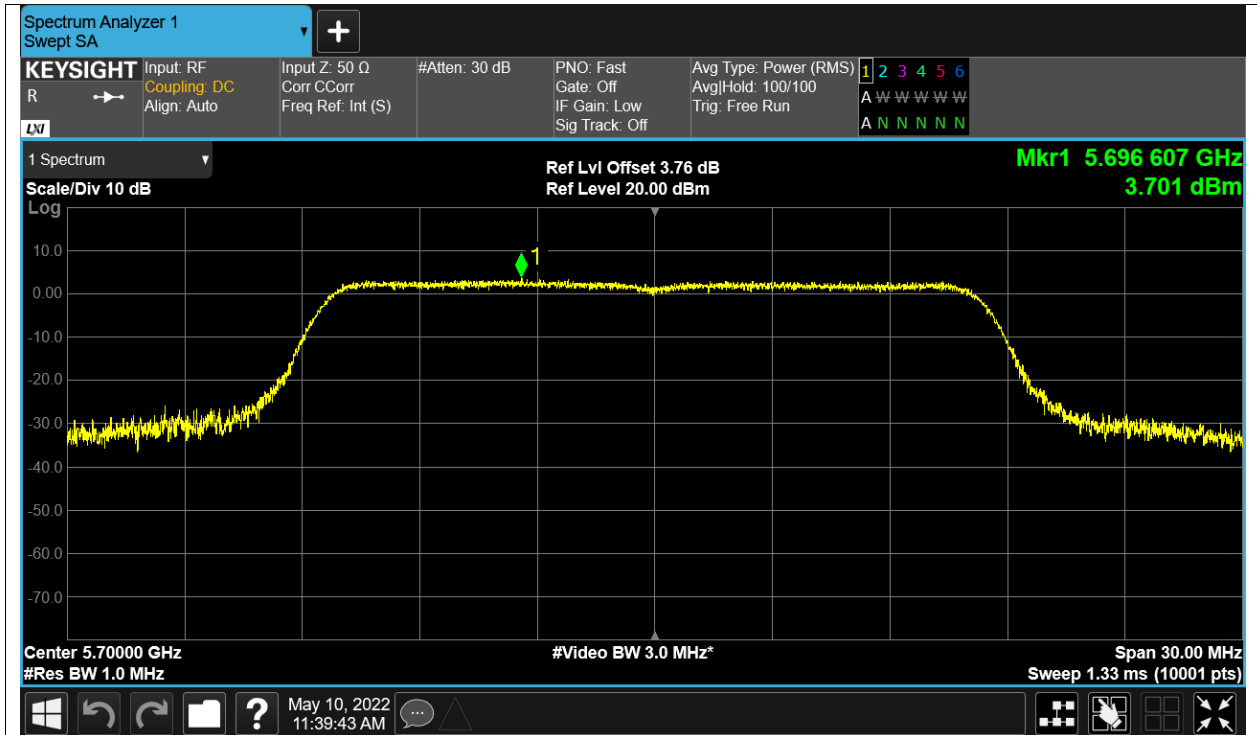 Spectrum Analyzer 1
Swept SA
+
KEYSIGHT
R
LXI
Input: RF
Coupling: DC
Align: Auto
Input Z: 50 Ω
Corr CCorr
Freq Ref: Int (S)
#Atten: 30 dB
PNO: Fast
Gate: Off
IF Gain: Low
Sig Track: Off
Avg Type: Power (RMS)
Avg|Hold: 100/100
Trig: Free Run
1 2 3 4 5 6
A W W W W W
A N N N N N
1 Spectrum
Scale/Div 10 dB
Log
Ref Lvl Offset 3.76 dB
Ref Level 20.00 dBm
Mkr1 5.696 607 GHz
3.701 dBm
1
10.0
0.00
-10.0
-20.0
-30.0
-40.0
-50.0
-60.0
-70.0
Center 5.70000 GHz
#Res BW 1.0 MHz
#Video BW 3.0 MHz*
Span 30.00 MHz
Sweep 1.33 ms (10001 pts)
?
May 10, 2022
11:39:43 AM